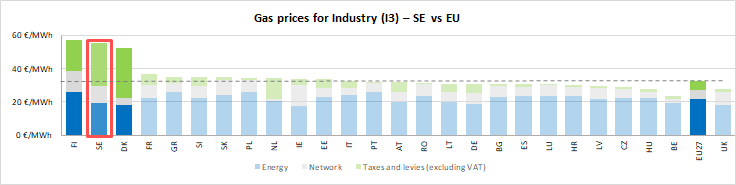 Gas prices for Industry (I3) – SE vs EU
60 €/MWh
40 €/MWh
20 €/MWh
0 €/MWh
FI SE DK FR GR SI SK PL NL IE EE IT PT AT RO LT DE BG ES LU HR LV CZ HU BE EU27 UK
Energy Network Taxes and levies (excluding VAT)